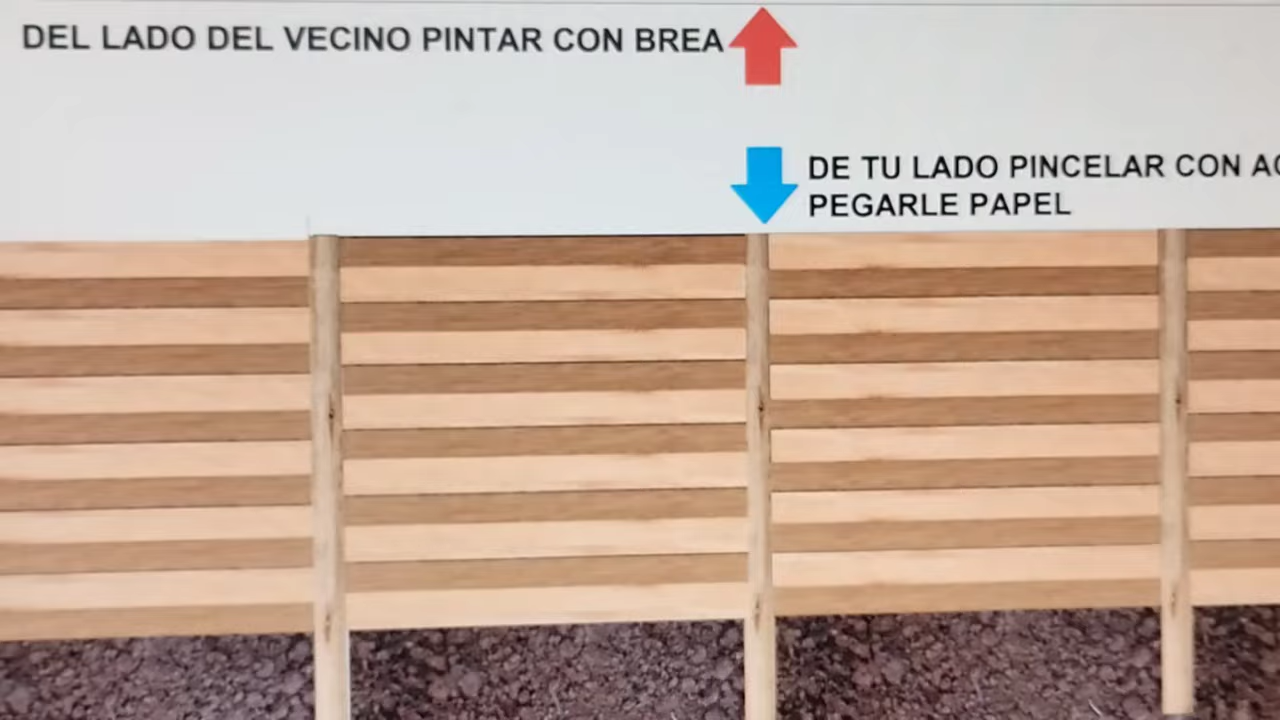 DEL LADO DEL VECINO PINTAR CON BREA
DE TU LADO PINCELAR CON
PEGARLE PAPEL